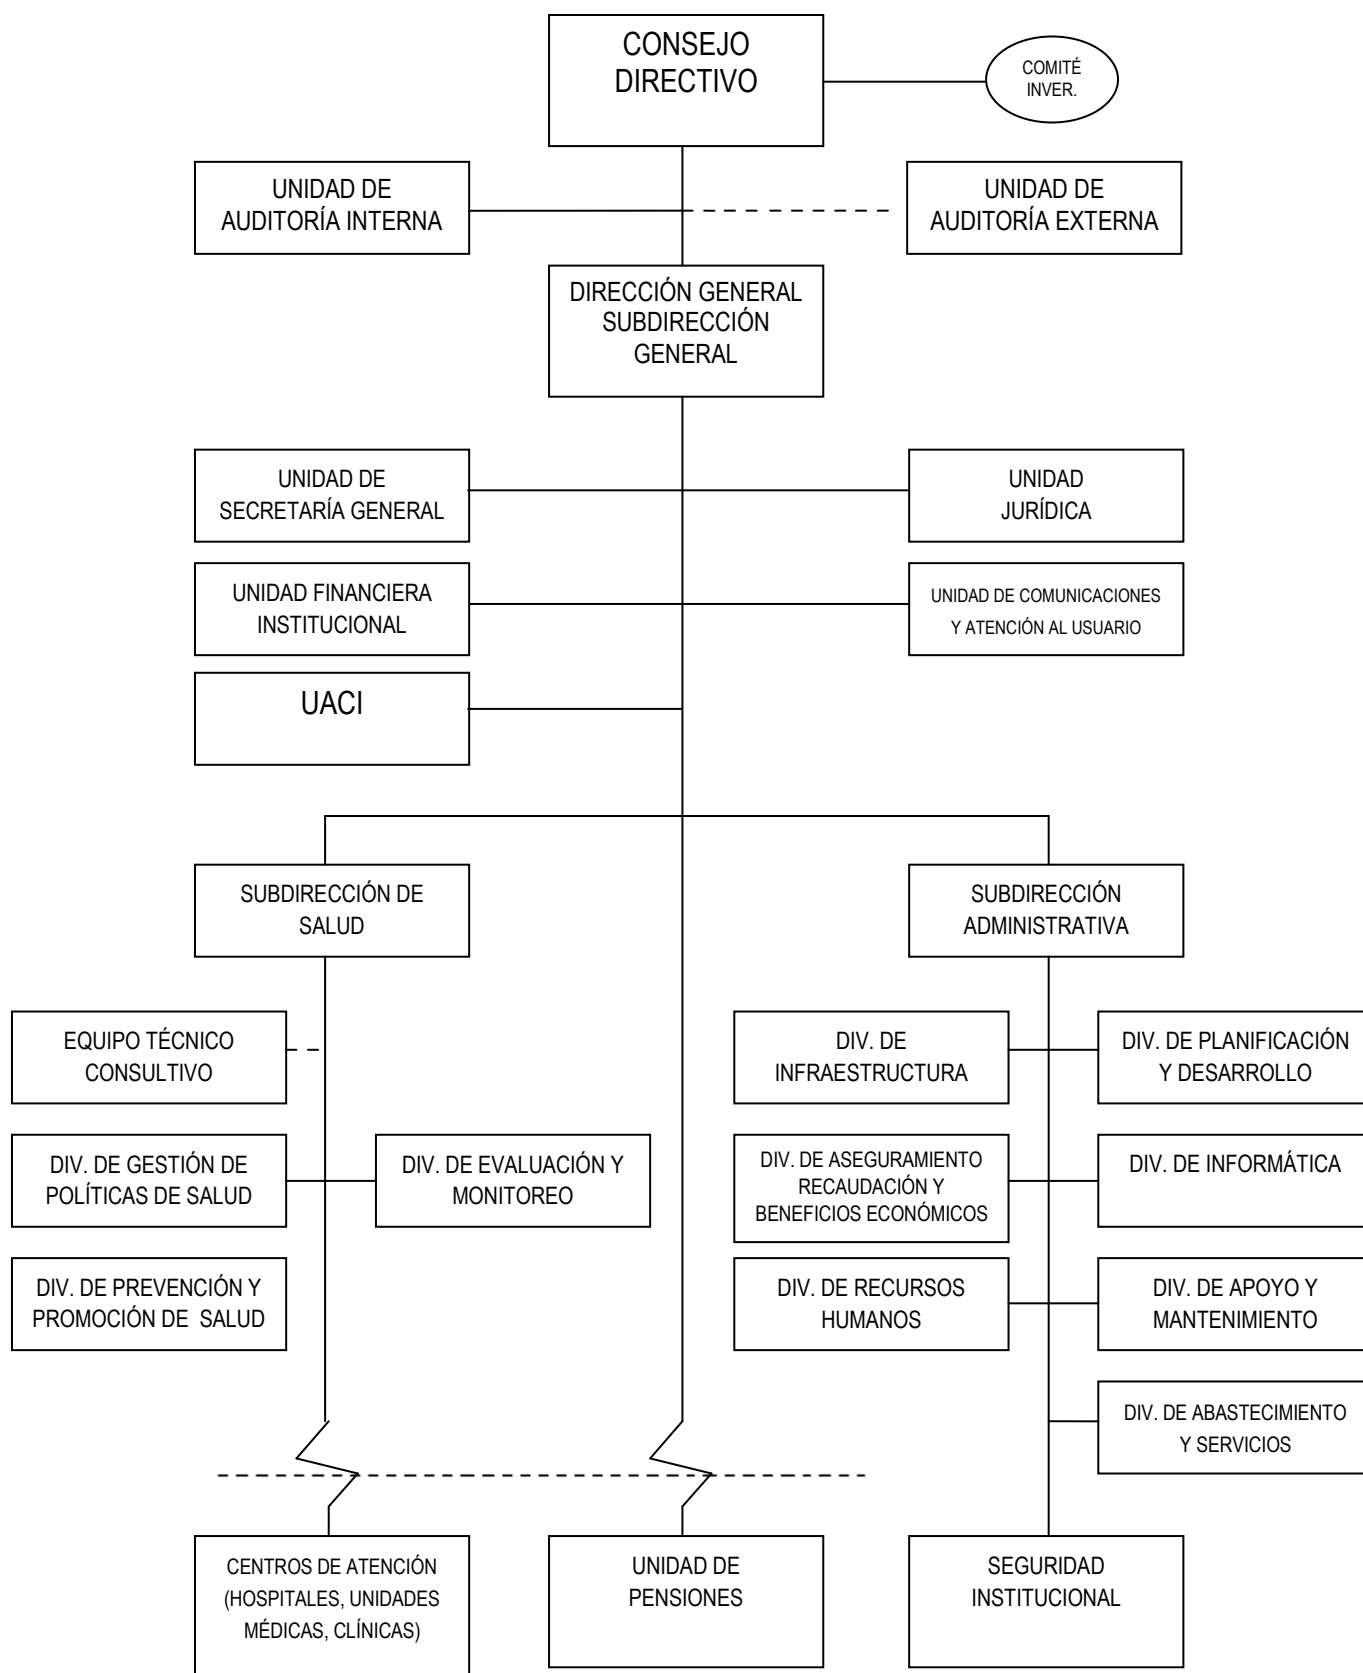 CONSEJO
DIRECTIVO
COMITÉ
INVER.
UNIDAD DE
AUDITORÍA INTERNA
UNIDAD DE
AUDITORÍA EXTERNA
DIRECCIÓN GENERAL
SUBDIRECCIÓN
GENERAL
UNIDAD DE
SECRETARÍA GENERAL
UNIDAD
JURÍDICA
UNIDAD FINANCIERA
INSTITUCIONAL
UNIDAD DE COMUNICACIONES
Y ATENCIÓN AL USUARIO
UACI
SUBDIRECCIÓN DE
SALUD
SUBDIRECCIÓN
ADMINISTRATIVA
EQUIPO TÉCNICO
CONSULTIVO
DIV. DE
INFRAESTRUCTURA
DIV. DE PLANIFICACIÓN
Y DESARROLLO
DIV. DE GESTIÓN DE
POLÍTICAS DE SALUD
DIV. DE EVALUACIÓN Y
MONITOREO
DIV. DE ASEGURAMIENTO
RECAUDACIÓN Y
BENEFICIOS ECONÓMICOS
DIV. DE INFORMÁTICA
DIV. DE PREVENCIÓN Y
PROMOCIÓN DE SALUD
DIV. DE RECURSOS
HUMANOS
DIV. DE APOYO Y
MANTENIMIENTO
DIV. DE ABASTECIMIENTO
Y SERVICIOS
CENTROS DE ATENCIÓN
(HOSPITALES, UNIDADES
MÉDICAS, CLÍNICAS)
UNIDAD DE
PENSIONES
SEGURIDAD
INSTITUCIONAL